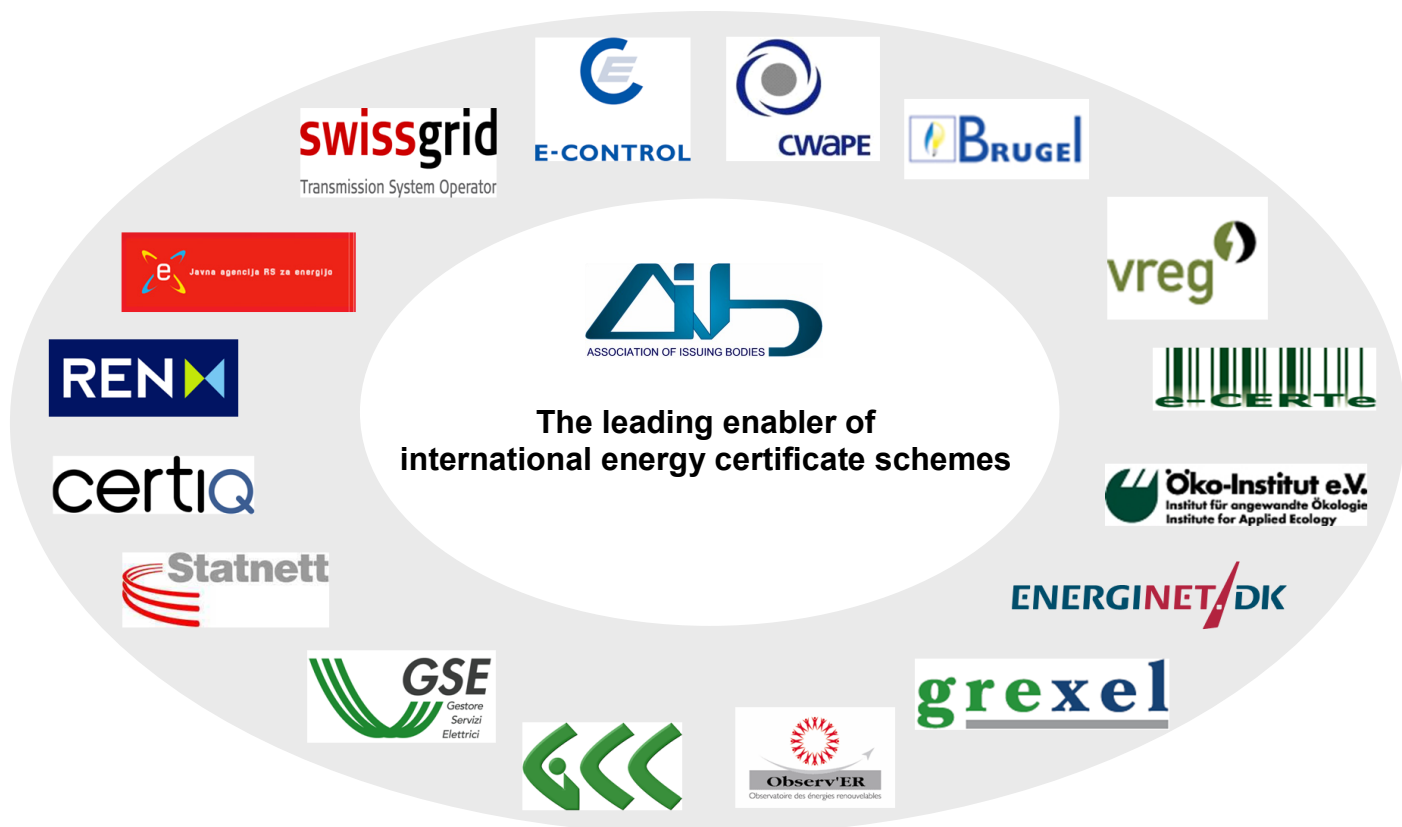 E-CONTROL
CWaPE
BRUGEL
swissgrid
Transmission System Operator
vreg
e Javna agencija RS za energijo
aib
ASSOCIATION OF ISSUING BODIES
REN
e-CERTe
The leading enabler of
international energy certificate schemes
certiQ
Öko-Institut e.V.
Institut für angewandte Ökologie
Institute for Applied Ecology
Statnett
ENERGINET.DK
GSE
Gestore
Servizi
Elettrici
grexel
GCC
Observ'ER
Observatoire des énergies renouvelables